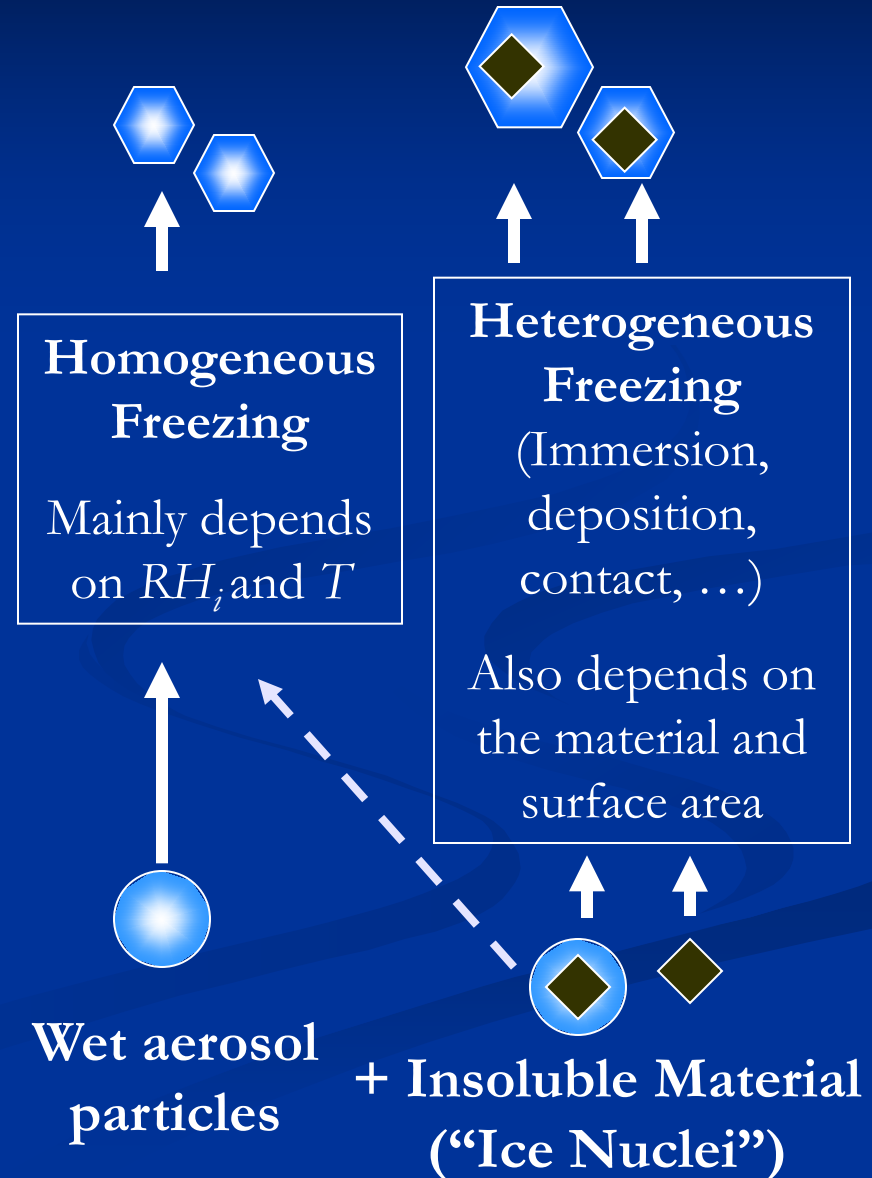 Homogeneous
Freezing
Mainly depends
on RHi and T
Heterogeneous
Freezing
(Immersion,
deposition,
contact, …)
Also depends on
the material and
surface area
Wet aerosol
particles
+ Insoluble Material
(“Ice Nuclei”)